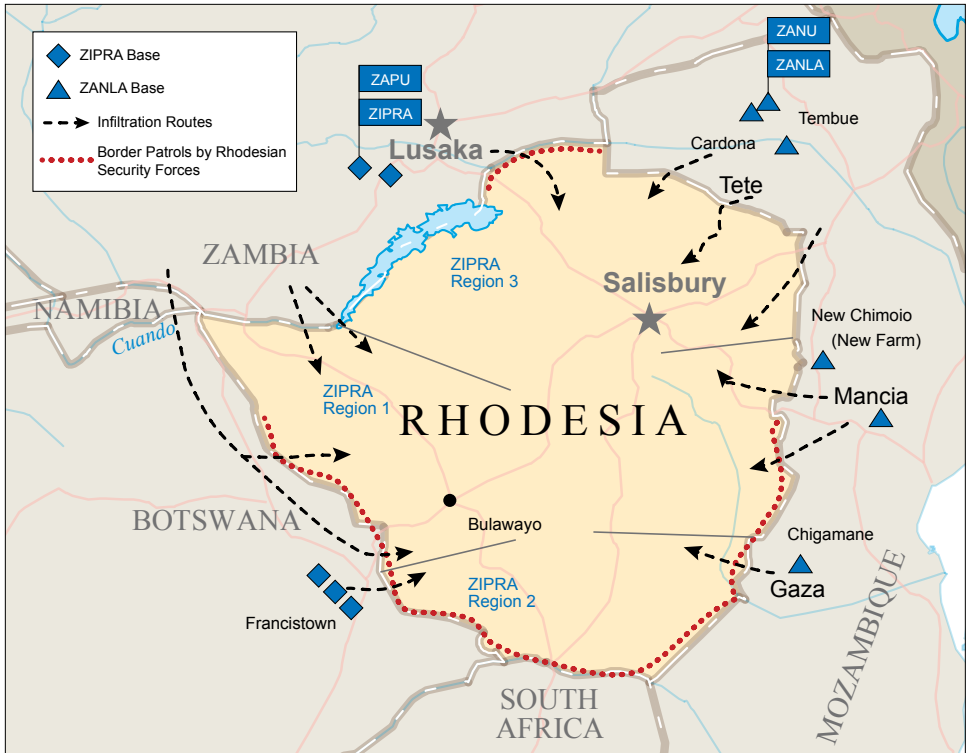 ZIPRA Base
ZANLA Base
Infiltration Routes
Border Patrols by Rhodesian
Security Forces
ZAPU
ZIPRA
Lusaka
ZANU
ZANLA
Tembue
Cardona
Tete
ZAMBIA
ZIPRA
Region 3
Salisbury
NAMIBIA
Cuando
New Chimoio
(New Farm)
ZIPRA
Region 1
Mancia
RHODESIA
BOTSWANA
Bulawayo
Chigamane
Gaza
ZIPRA
Region 2
Francistown
MOZAMBIQUE
SOUTH
AFRICA